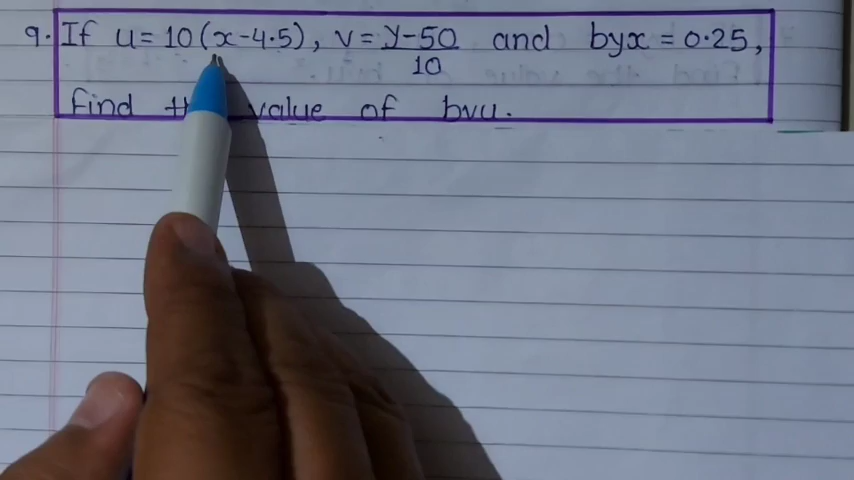 9. If u = 10(x-4.5), v = y-50/10 and byx = 0.25,
Find value of bvu.